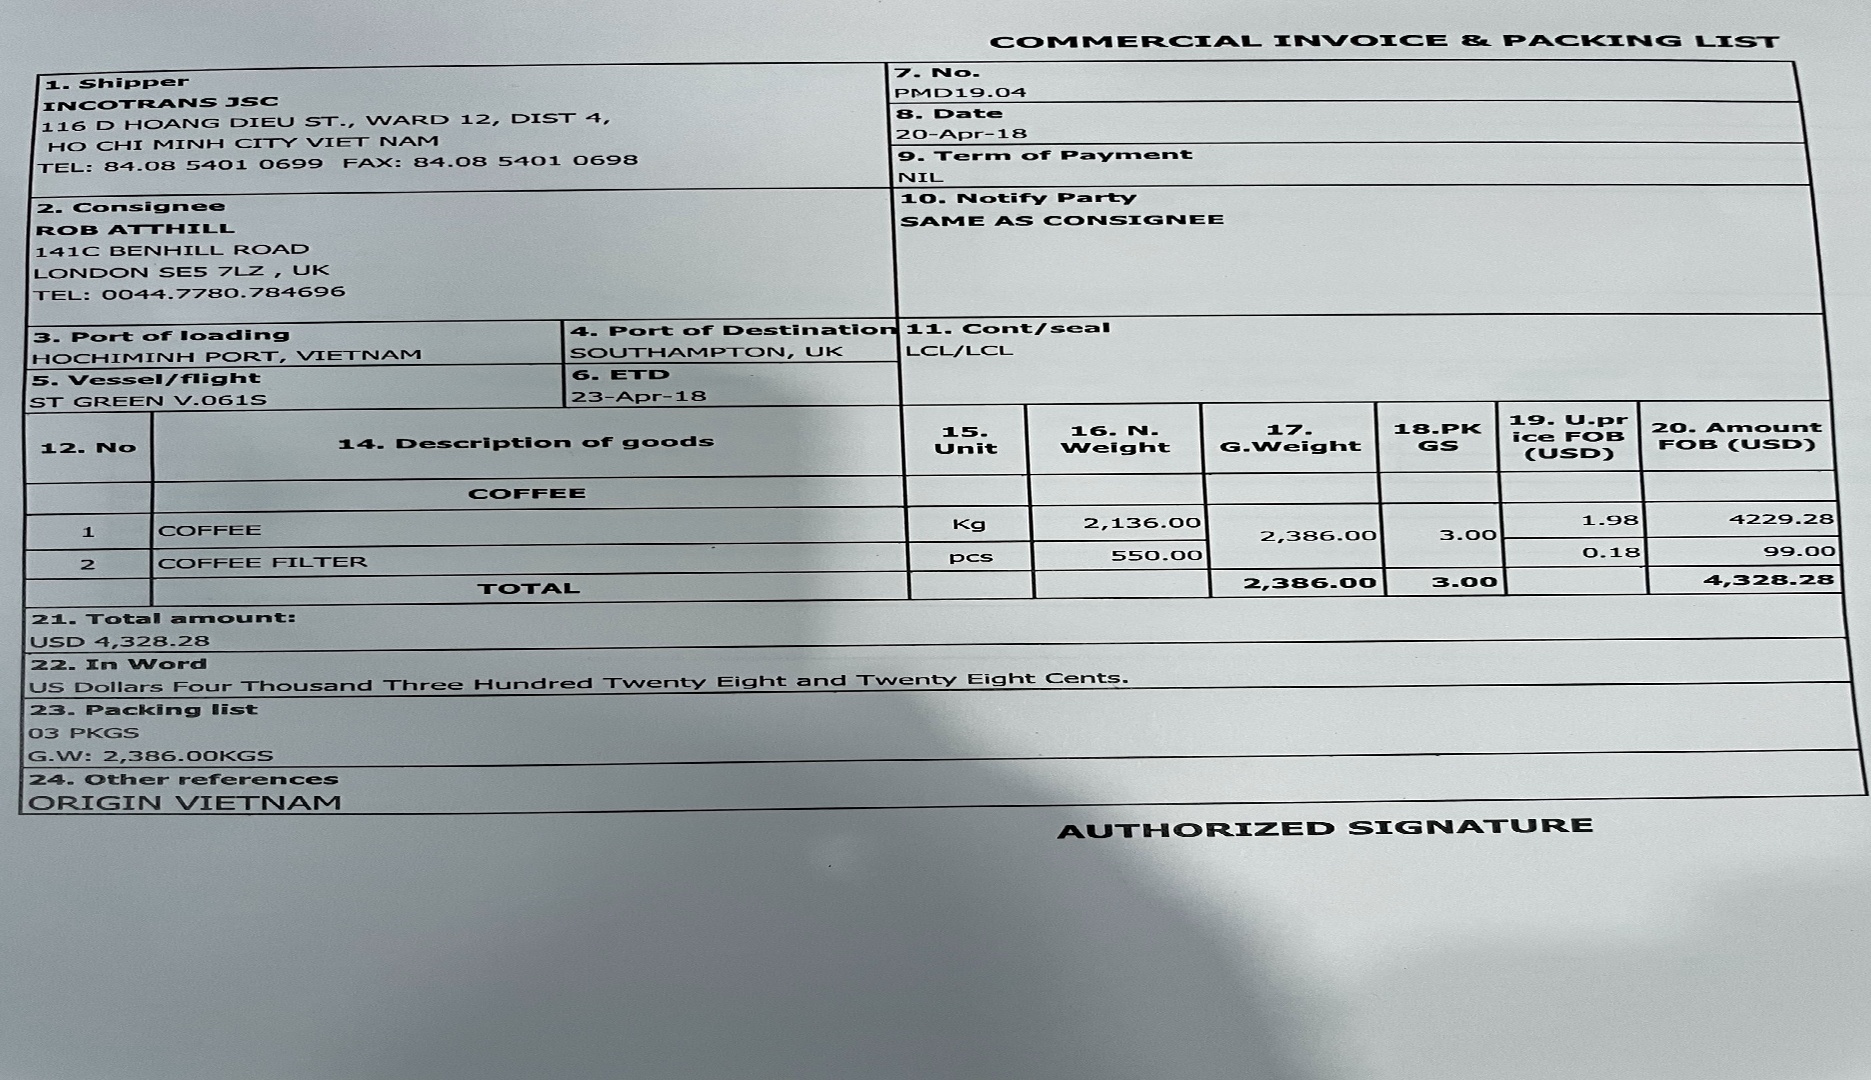 COMMERCIAL INVOICE & PACKING LIST
1. Shipper
INCOTRANS JSC
116 D HOANG DIEU ST., WARD 12, DIST 4,
HO CHI MINH CITY VIET NAM
TEL: 84.08 5401 0699 FAX: 84.08 5401 0698
7. No.
PMD19.04
8. Date
20-Apr-18
9. Term of Payment
NIL
2. Consignee
ROB ATTHILL
141C BENHILL ROAD
LONDON SE5 7LZ , UK
TEL: 0044.7780.784696
10. Notify Party
SAME AS CONSIGNEE
3. Port of loading
HOCHIMINH PORT, VIETNAM
4. Port of Destination
SOUTHAMPTON, UK
11. Cont/seal
LCL/LCL
5. Vessel/flight
ST GREEN V.061S
6. ETD
23-Apr-18
12. No
14. Description of goods
15.
Unit
16. N.
Weight
17.
G.Weight
18.PK
GS
19. U.pr
ice FOB
(USD)
20. Amount
FOB (USD)
COFFEE
1 COFFEE Kg 2,136.00 2,386.00 3.00 1.98 4229.28
2 COFFEE FILTER pcs 550.00 0.18 99.00
TOTAL 2,386.00 3.00 4,328.28
21. Total amount:
USD 4,328.28
22. In Word
US Dollars Four Thousand Three Hundred Twenty Eight and Twenty Eight Cents.
23. Packing list
03 PKGS
G.W: 2,386.00KGS
24. Other references
ORIGIN VIETNAM
AUTHORIZED SIGNATURE